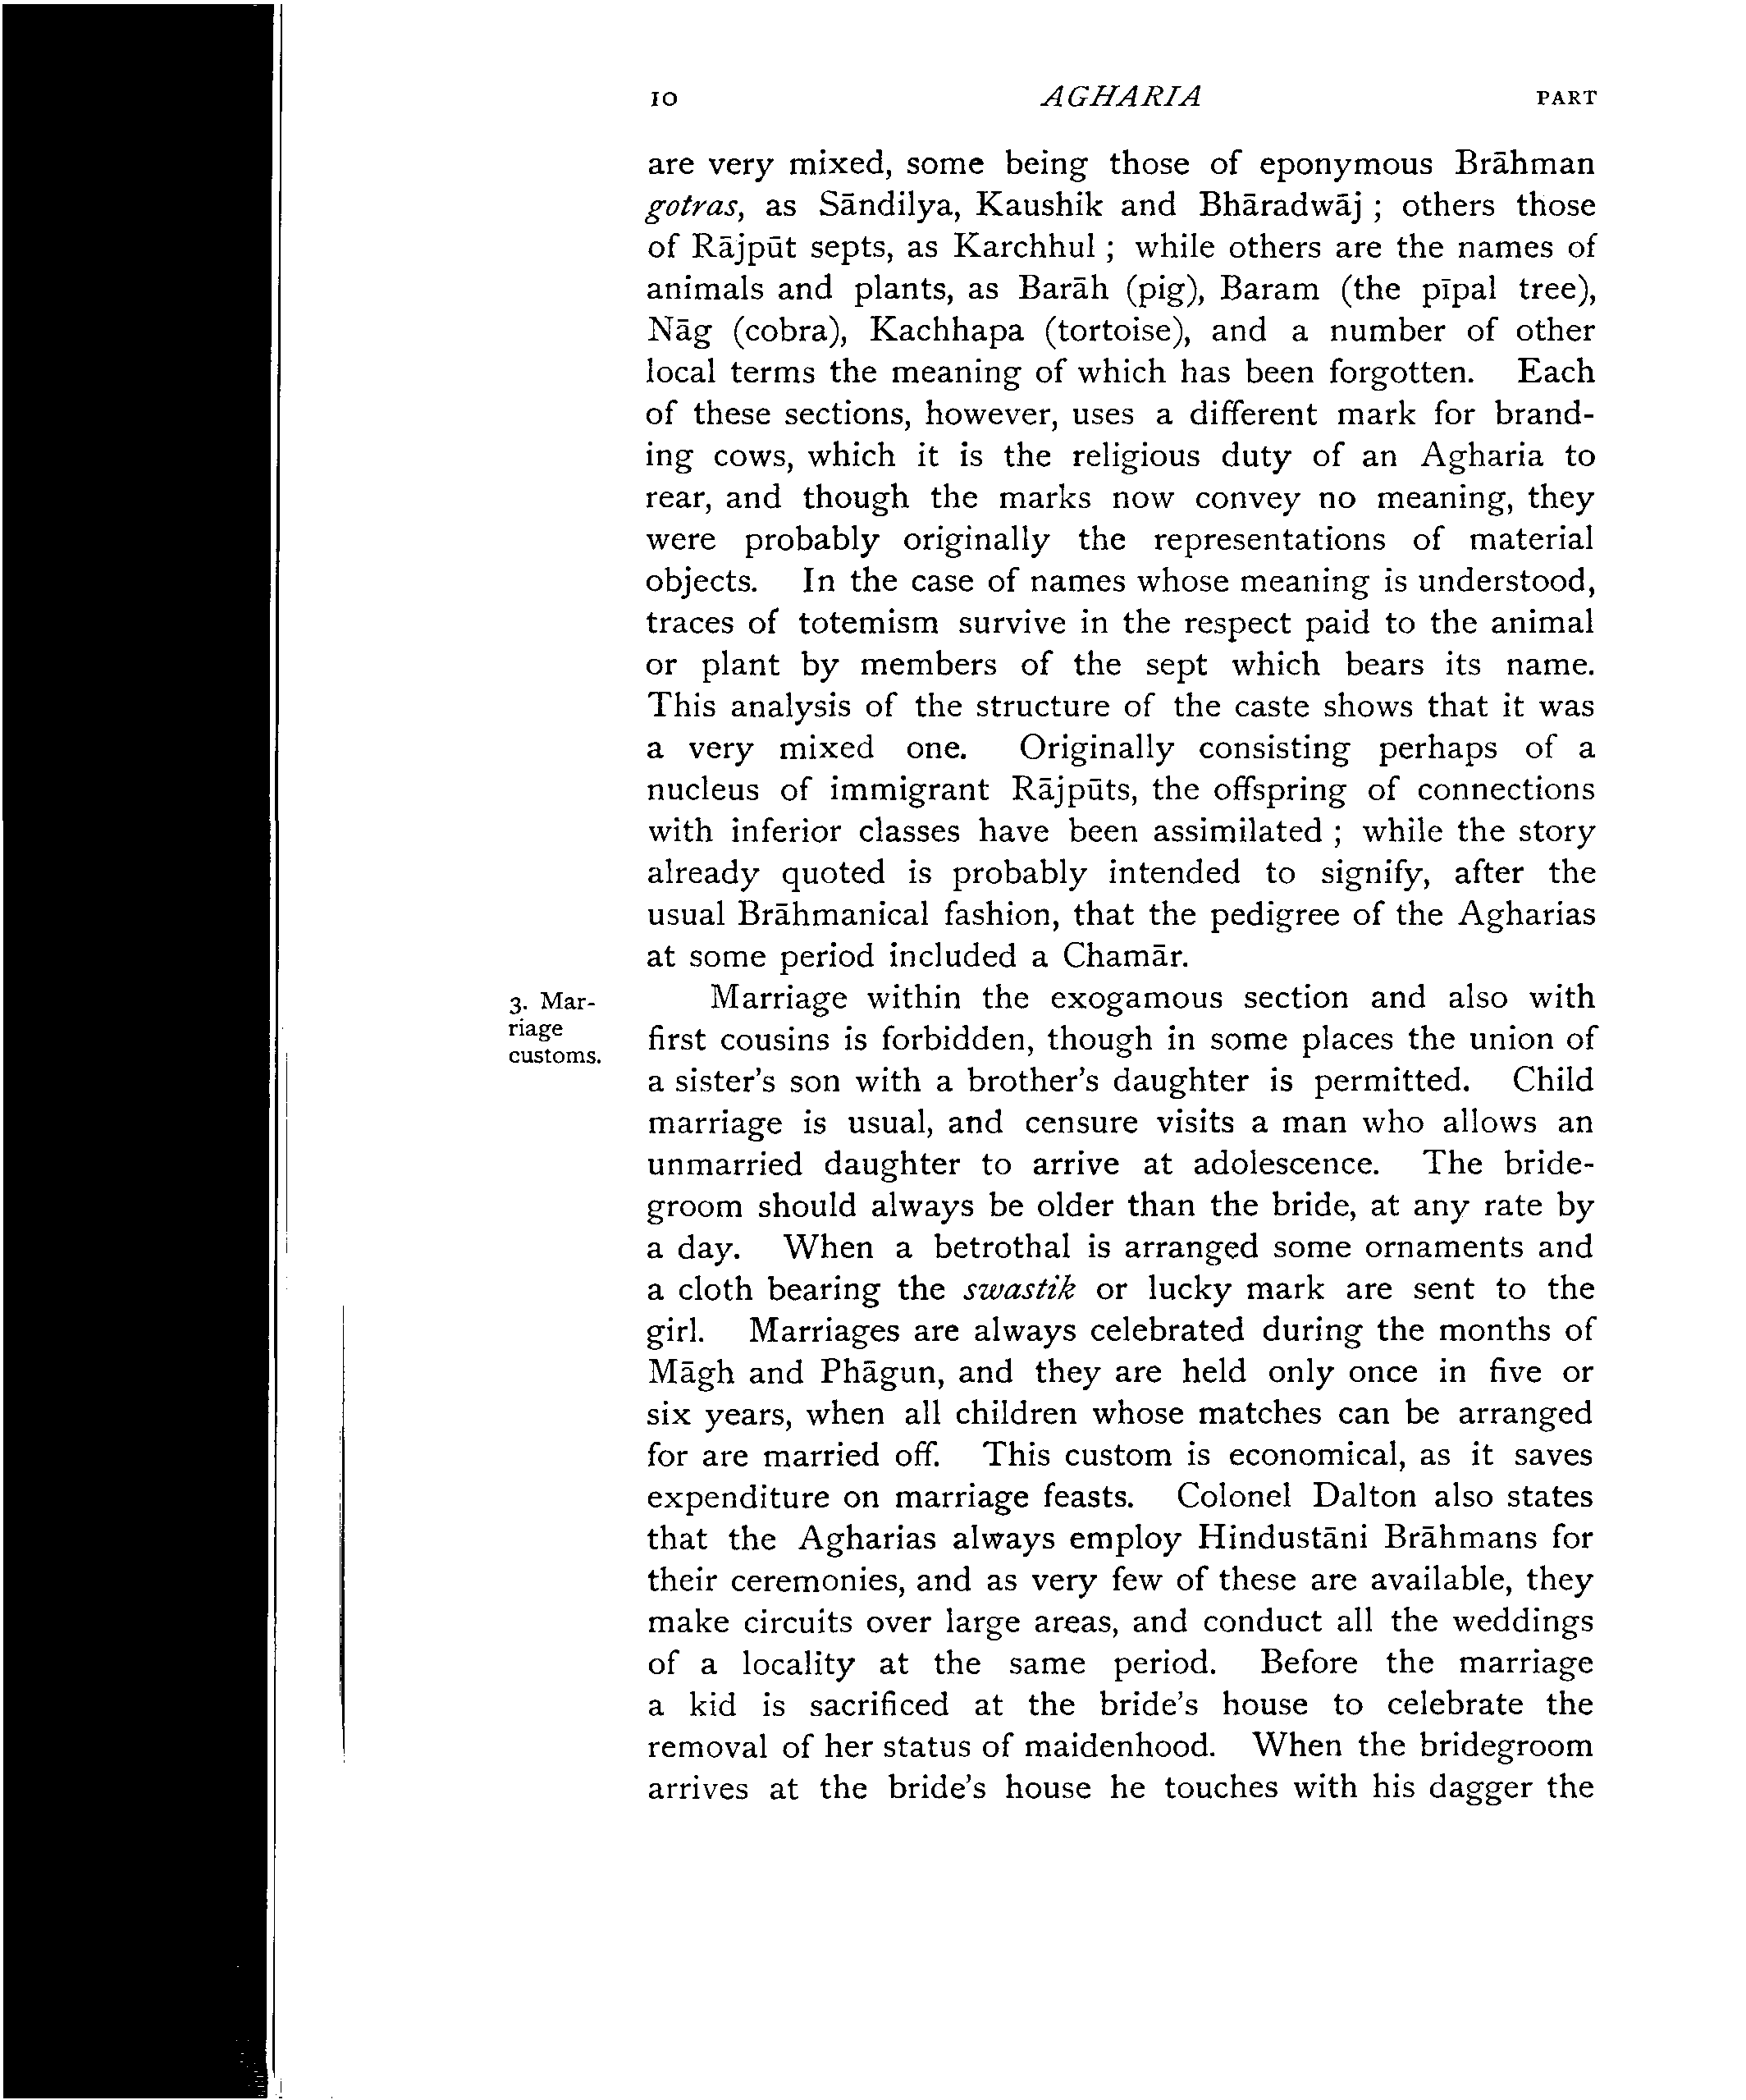 10 AGHARIA PART
are very mixed, some being those of eponymous Brāhman
gotras, as Sāndilya, Kaushik and Bhāradwāj ; others those
of Rājpūt septs, as Karchhul ; while others are the names of
animals and plants, as Barāh (pig), Baram (the pīpal tree),
Nāg (cobra), Kachhapa (tortoise), and a number of other
local terms the meaning of which has been forgotten. Each
of these sections, however, uses a different mark for brand-
ing cows, which it is the religious duty of an Agharia to
rear, and though the marks now convey no meaning, they
were probably originally the representations of material
objects. In the case of names whose meaning is understood,
traces of totemism survive in the respect paid to the animal
or plant by members of the sept which bears its name.
This analysis of the structure of the caste shows that it was
a very mixed one. Originally consisting perhaps of a
nucleus of immigrant Rājpūts, the offspring of connections
with inferior classes have been assimilated ; while the story
already quoted is probably intended to signify, after the
usual Brāhmanical fashion, that the pedigree of the Agharias
at some period included a Chamār.
3. Mar-
riage
customs.
Marriage within the exogamous section and also with
first cousins is forbidden, though in some places the union of
a sister's son with a brother's daughter is permitted. Child
marriage is usual, and censure visits a man who allows an
unmarried daughter to arrive at adolescence. The bride-
groom should always be older than the bride, at any rate by
a day. When a betrothal is arranged some ornaments and
a cloth bearing the swastik or lucky mark are sent to the
girl. Marriages are always celebrated during the months of
Māgh and Phāgun, and they are held only once in five or
six years, when all children whose matches can be arranged
for are married off. This custom is economical, as it saves
expenditure on marriage feasts. Colonel Dalton also states
that the Agharias always employ Hindustāni Brāhmans for
their ceremonies, and as very few of these are available, they
make circuits over large areas, and conduct all the weddings
of a locality at the same period. Before the marriage
a kid is sacrificed at the bride's house to celebrate the
removal of her status of maidenhood. When the bridegroom
arrives at the bride's house he touches with his dagger the